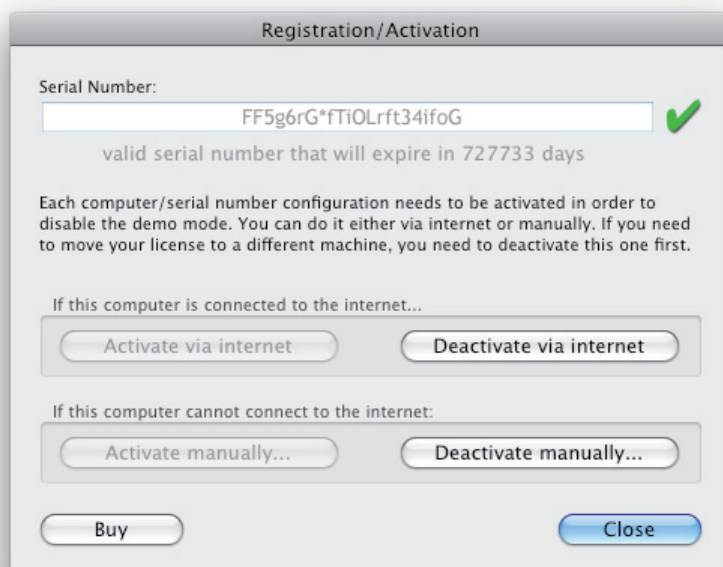 Registration/Activation
Serial Number:
FF5g6rG*fTiOLrft34ifoG
valid serial number that will expire in 727733 days
Each computer/serial number configuration needs to be activated in order to
disable the demo mode. You can do it either via internet or manually. If you need
to move your license to a different machine, you need to deactivate this one first.
If this computer is connected to the internet...
Activate via internet
Deactivate via internet
If this computer cannot connect to the internet:
Activate manually...
Deactivate manually...
Buy
Close